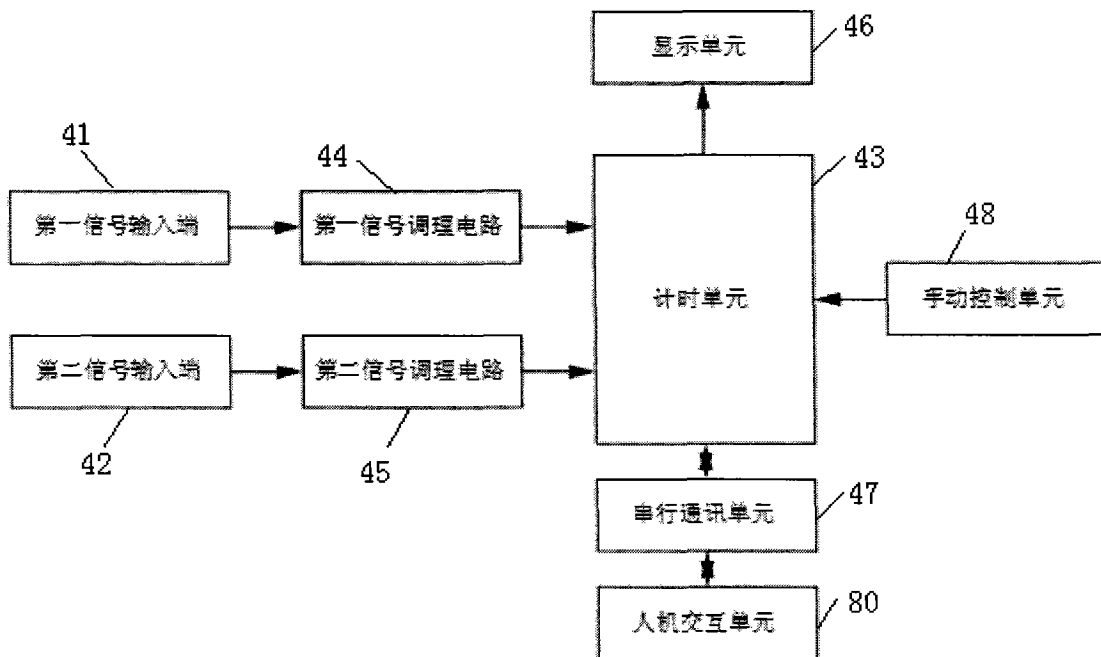 46
显示单元
41
44
43
第一信号输入端
第一信号调理电路
48
计时单元
手动控制单元
第二信号输入端
第二信号调理电路
42
45
47
串行通讯单元
人机交互单元
80